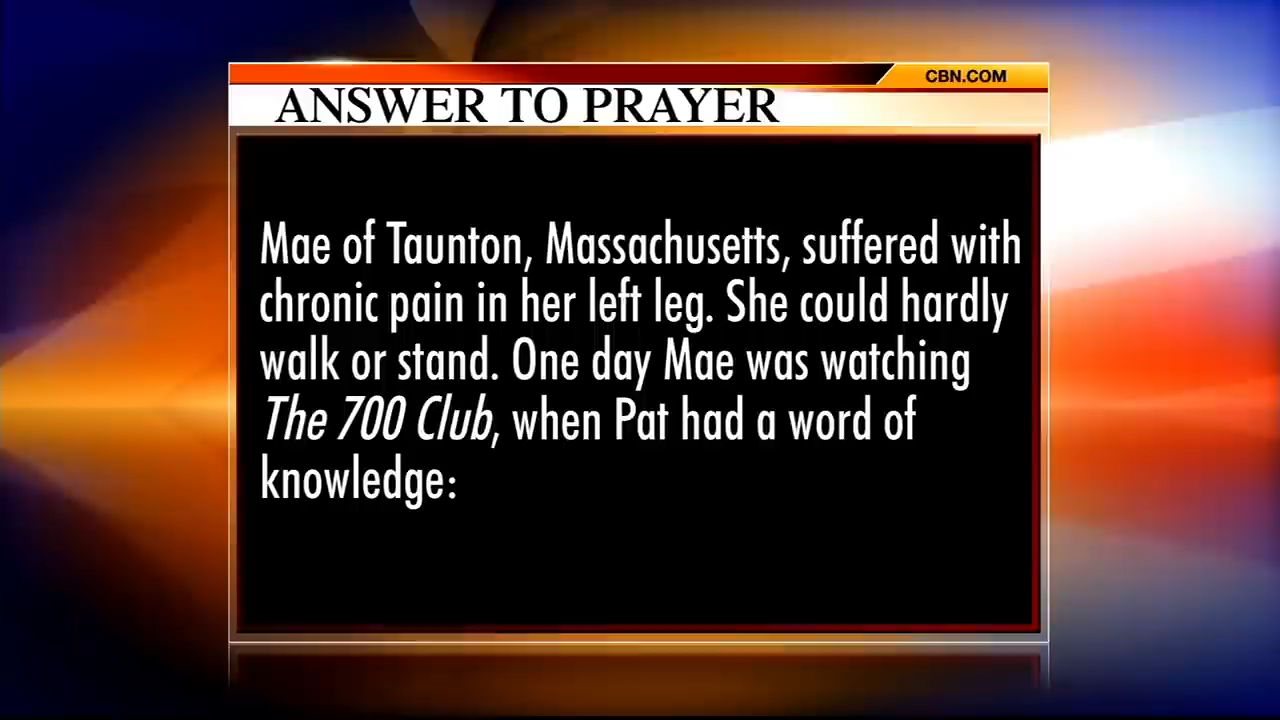 CBN.COM
ANSWER TO PRAYER
Mae of Taunton, Massachusetts, suffered with
chronic pain in her left leg. She could hardly
walk or stand. One day Mae was watching
The 700 Club, when Pat had a word of
knowledge: